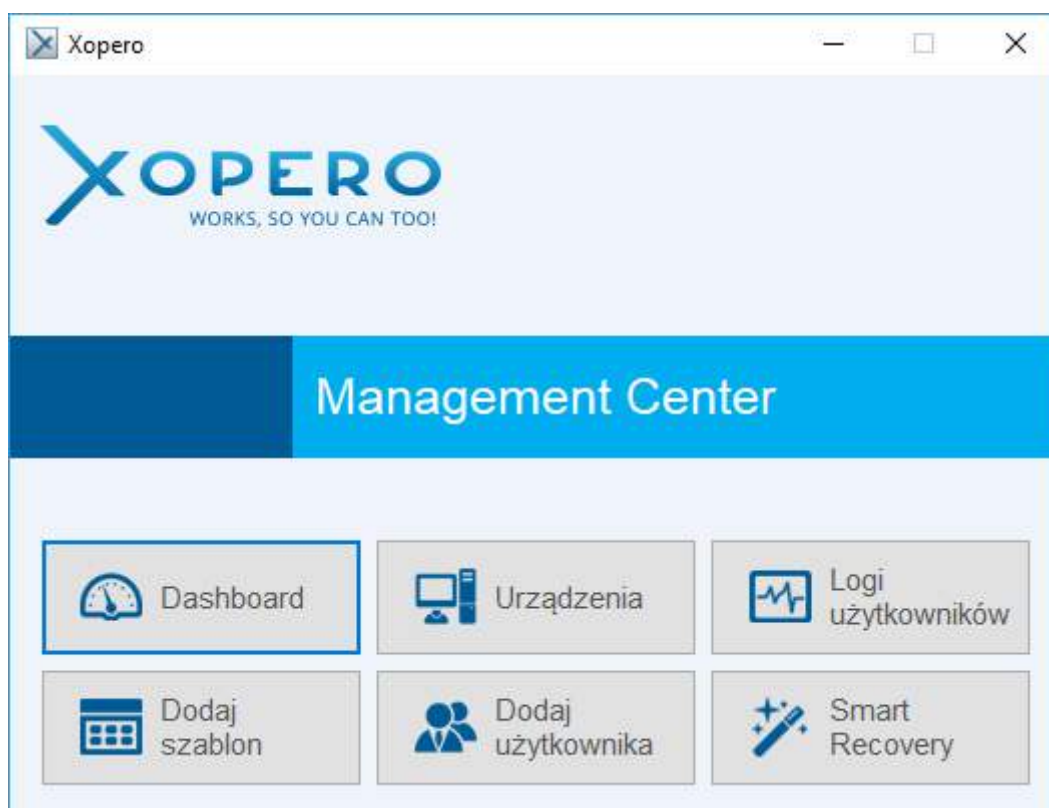 Xopero
XOPERO
WORKS, SO YOU CAN TOO!
Management Center
Dashboard
Urządzenia
Logi
użytkowników
Dodaj
szablon
Dodaj
użytkownika
Smart
Recovery